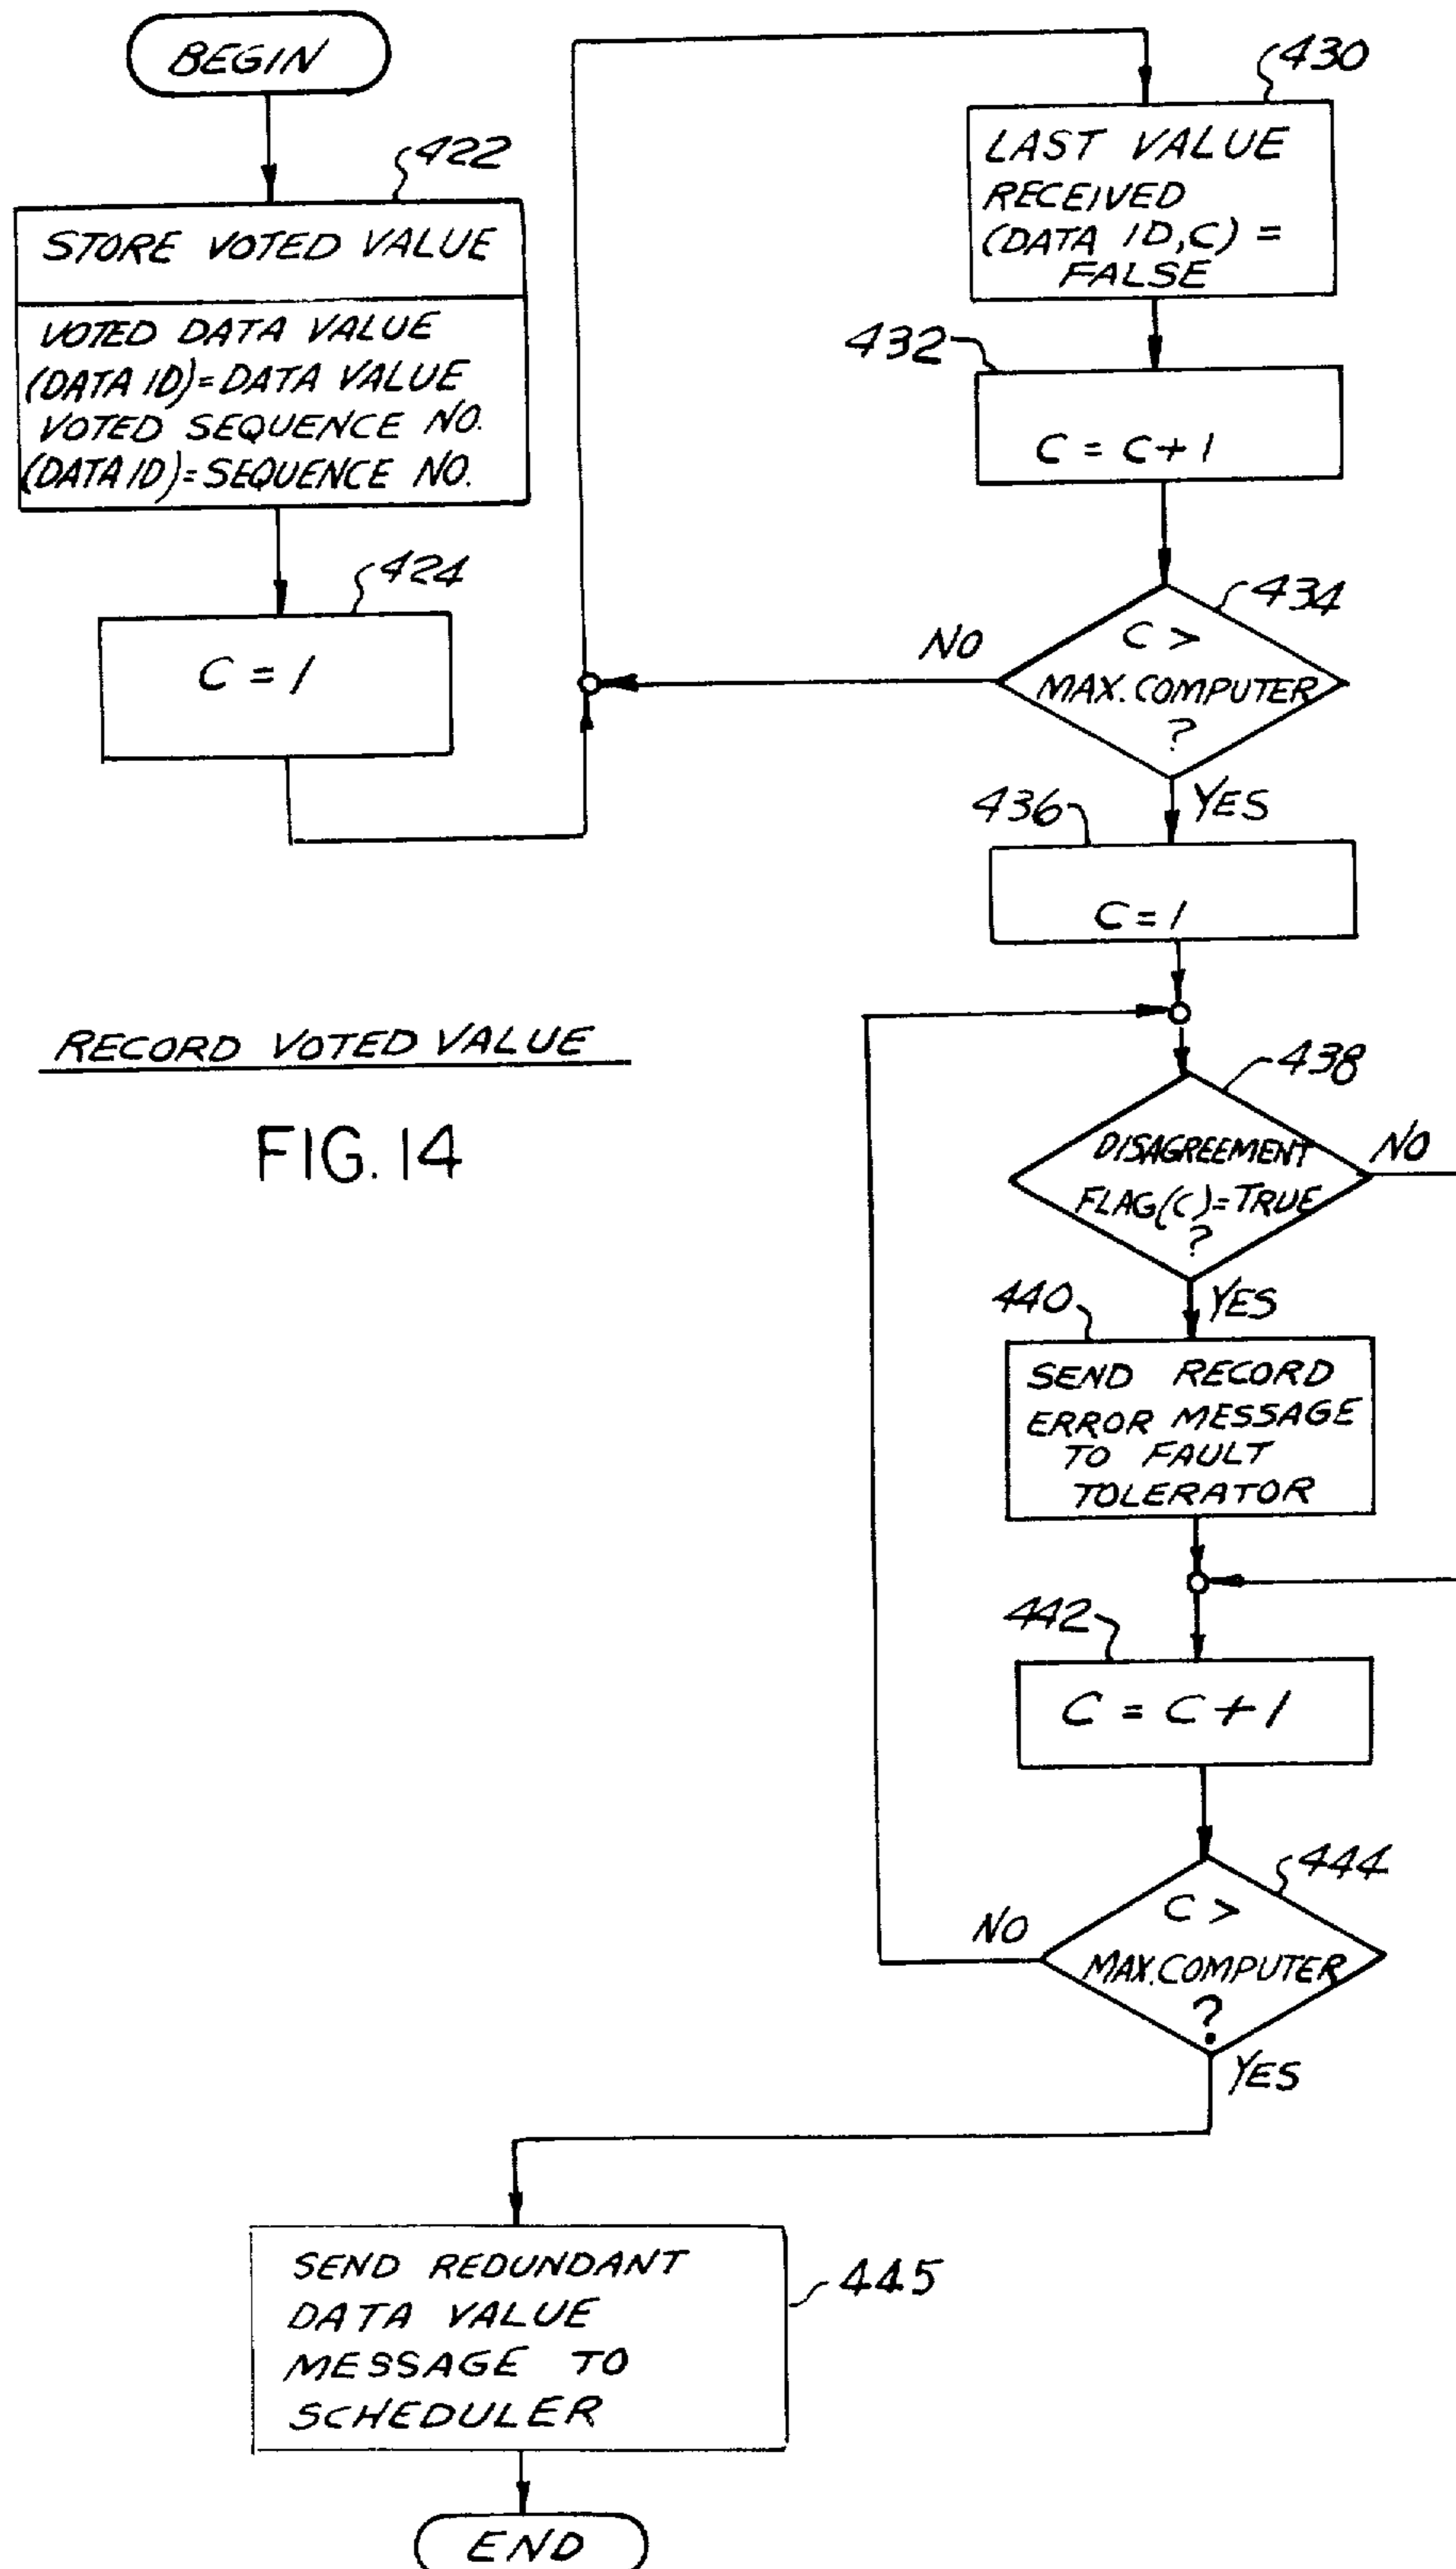 BEGIN
422
STORE VOTED VALUE
VOTED DATA VALUE
(DATA ID)=DATA VALUE
VOTED SEQUENCE NO.
(DATA ID)=SEQUENCE NO.
424
C = 1
430
LAST VALUE
RECEIVED
(DATA ID,C) =
FALSE
432
C = C+1
434
C >
MAX.COMPUTER
?
NO
YES
436
C=1
RECORD VOTED VALUE
FIG. 14
438
DISAGREEMENT
FLAG(C)=TRUE
?
NO
YES
440
SEND RECORD
ERROR MESSAGE
TO FAULT
TOLERATOR
442
C = C+1
444
C >
MAX.COMPUTER
?
NO
YES
SEND REDUNDANT
DATA VALUE
MESSAGE TO
SCHEDULER
445
END